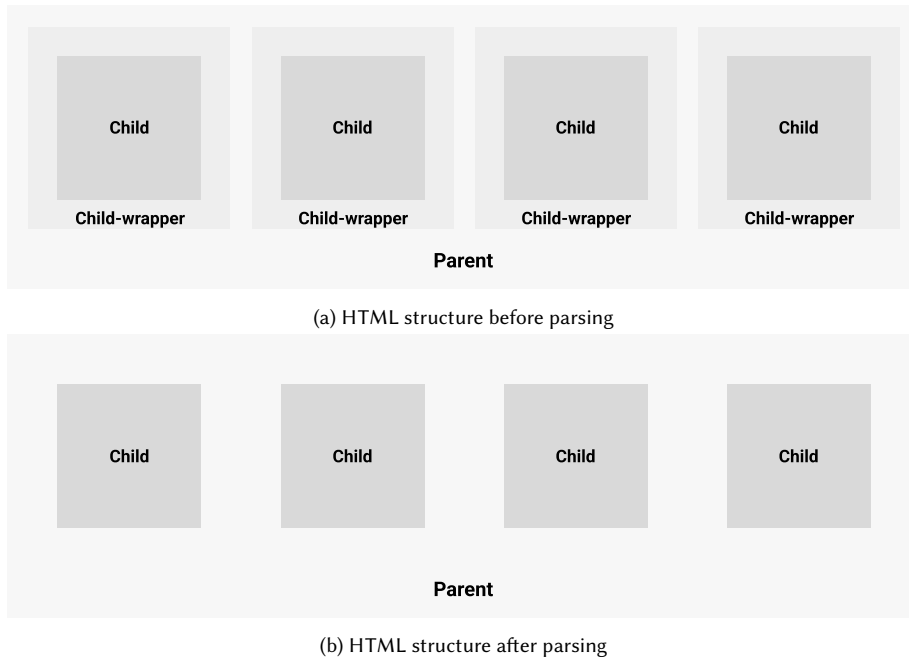 Child Child Child Child
Child-wrapper Child-wrapper Child-wrapper Child-wrapper
Parent
(a) HTML structure before parsing
Child Child Child Child
Parent
(b) HTML structure after parsing